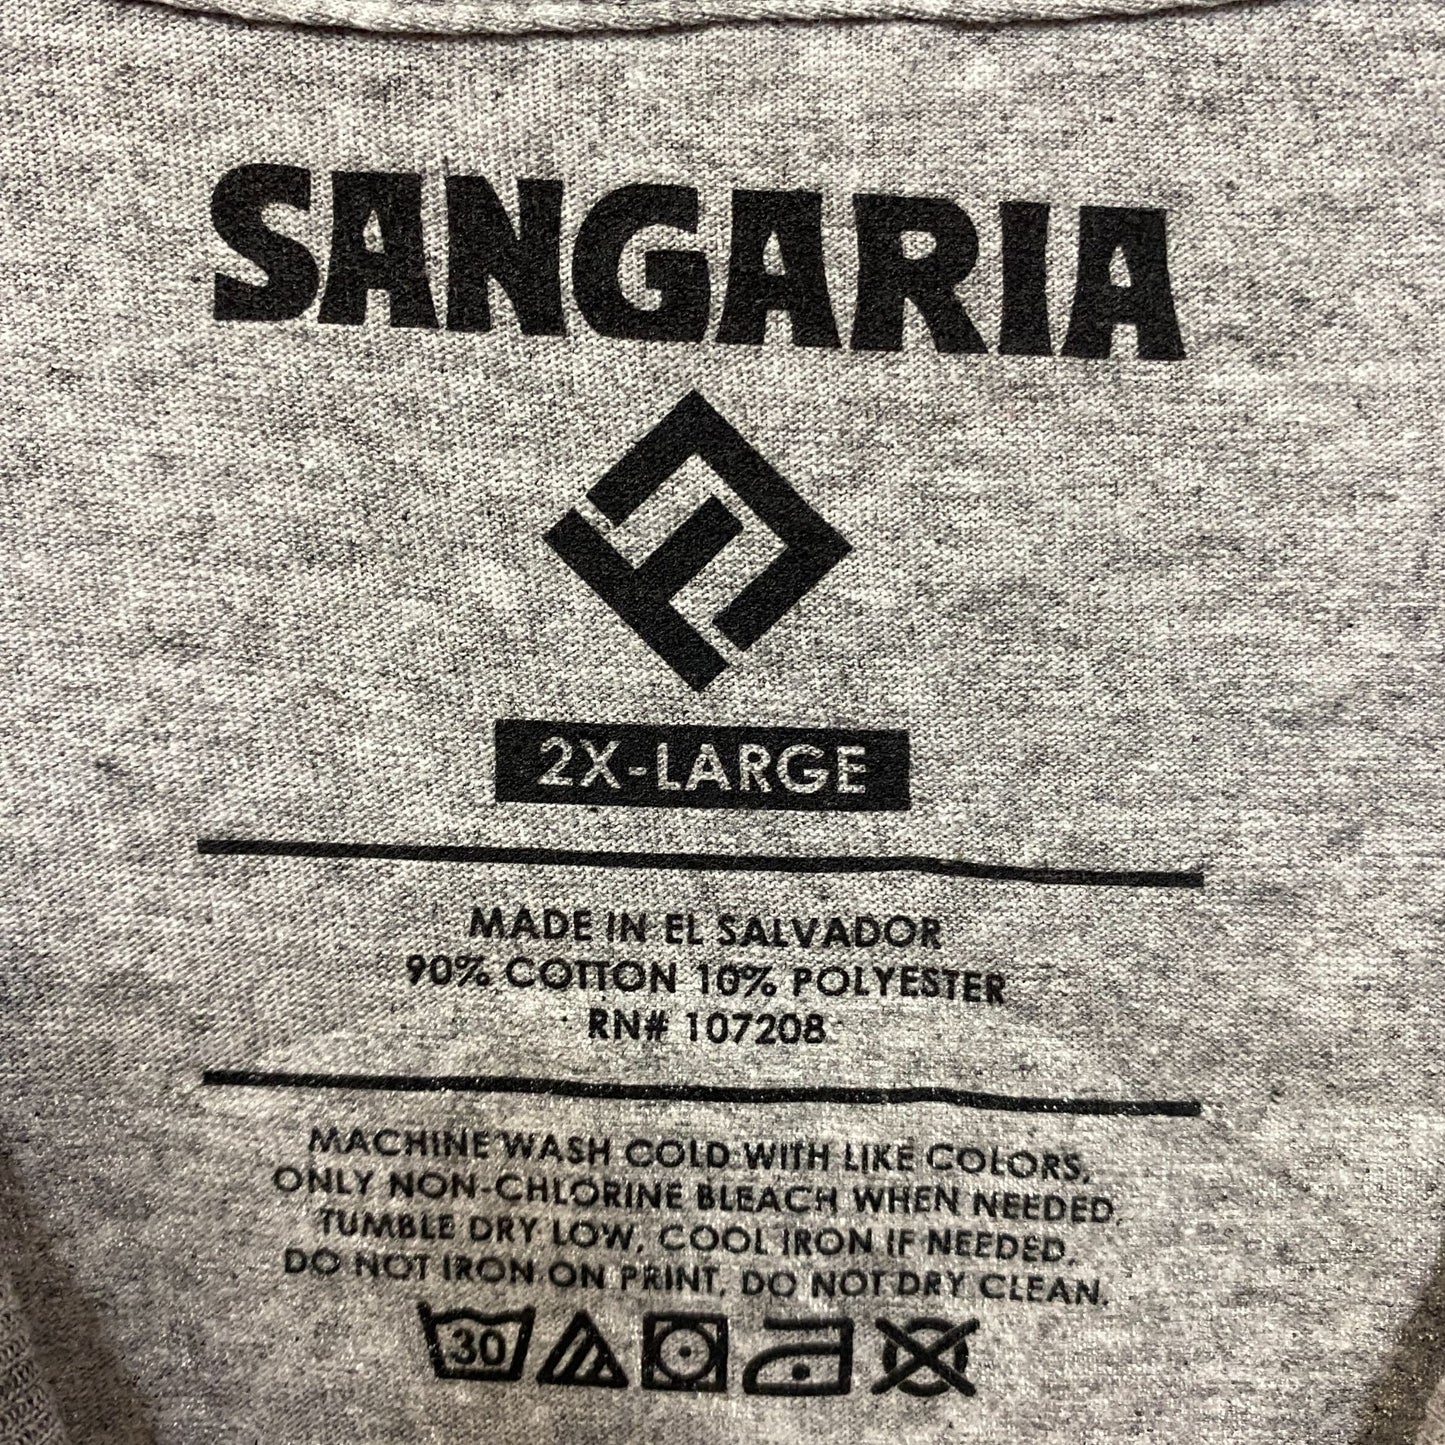 SANGARIA
2X-LARGE
MADE IN EL SALVADOR
90% COTTON 10% POLYESTER
RN# 107208
MACHINE WASH COLD WITH LIKE COLORS,
ONLY NON-CHLORINE BLEACH WHEN NEEDED.
TUMBLE DRY LOW, COOL IRON IF NEEDED.
DO NOT IRON ON PRINT, DO NOT DRY CLEAN.
30